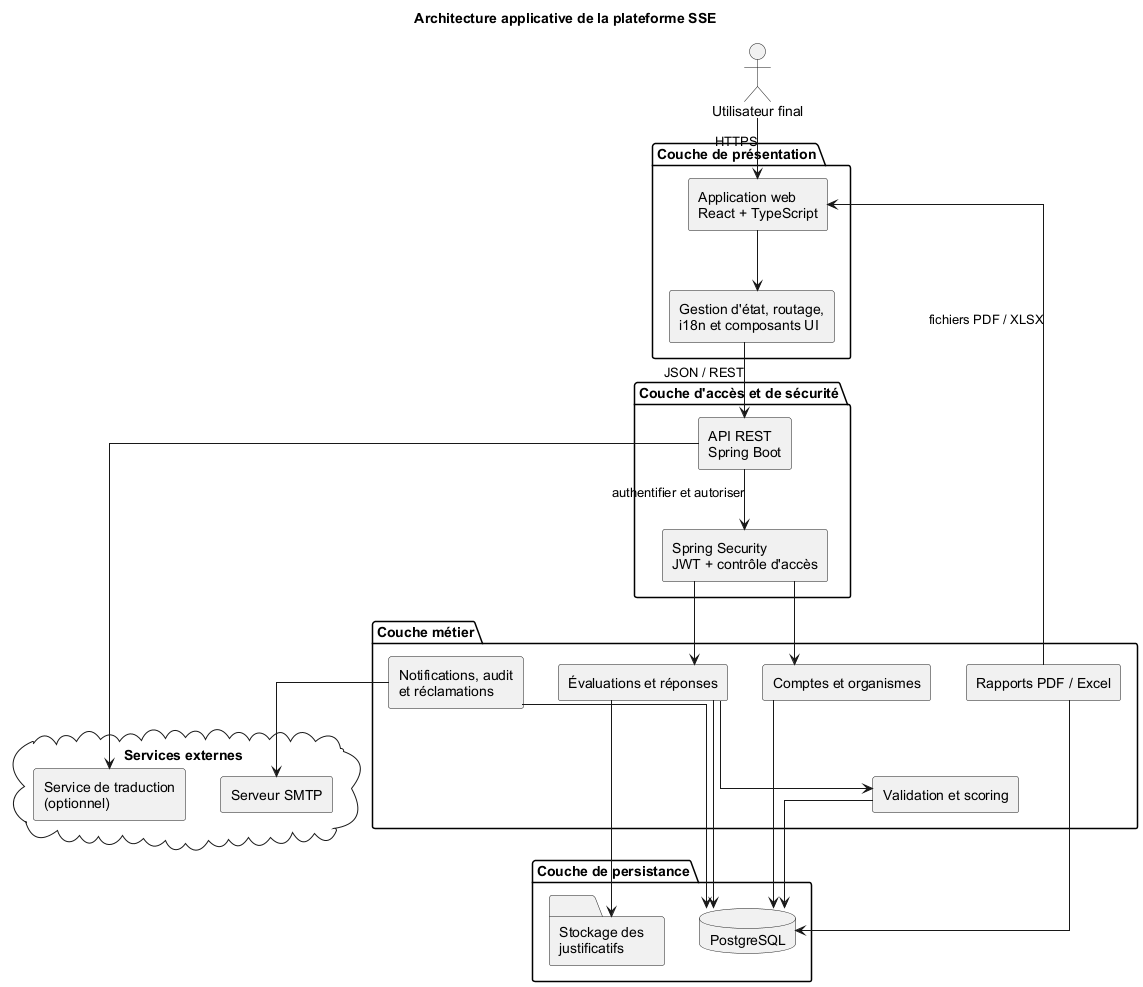 Architecture applicative de la plateforme SSE
Utilisateur final
HTTPS
Couche de présentation
Application web
React + TypeScript
Gestion d'état, routage,
i18n et composants UI
fichiers PDF / XLSX
JSON / REST
Couche d'accès et de sécurité
API REST
Spring Boot
authentifier et autoriser
Spring Security
JWT + contrôle d'accès
Couche métier
Notifications, audit
et réclamations
Évaluations et réponses
Comptes et organismes
Rapports PDF / Excel
Services externes
Service de traduction
(optionnel)
Serveur SMTP
Validation et scoring
Couche de persistance
Stockage des
justificatifs
PostgreSQL